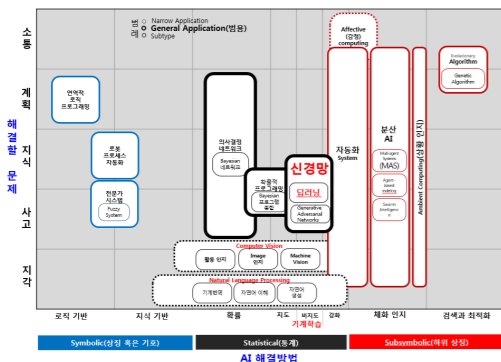 범 ○ Narrow Application
○ General Application(범용)
례 ○ Subtype
Affective
(감정)
computing
Evolutionary
Algorithm
Genetic
Algorithm
소통
계획
지식
사고
지각
해결할 문제
연역적
로직
프로그래밍
로봇
프로세스
자동화
전문가
시스템
Fuzzy
System
의사결정
네트워크
Bayesian
네트워크
확률적
프로그래밍
Bayesian
프로그램
통합
신경망
딥러닝
Generative
Adversarial
Networks
자동화
System
분산
AI
Multi-agent
System
(MAS)
Agent-
based
Swarm
Intelligenc
e
Ambient Computing(상황 인지)
Computer Vision
활동 인지
Image
인지
Machine
Vision
Natural Language Processing
기계번역
자연어 이해
자연어
생성
로직 기반
지식 기반
확률
지도
비지도
강화
기계학습
체화 인지
검색과 최적화
Symbolic(상징 혹은 기호)
Statistical(통계)
Subsymbolic(하위 상징)
AI 해결방법